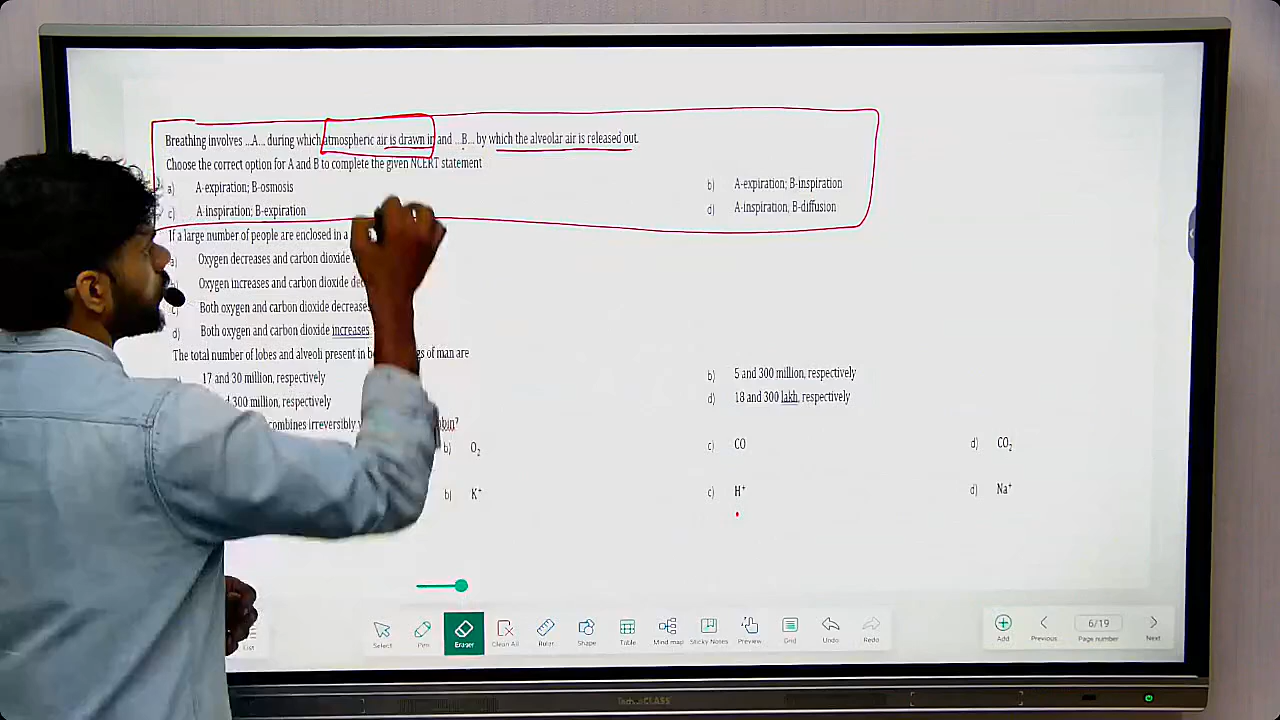 Breathing involves ...A... during which atmospheric air is drawn in and ...B... by which the alveolar air is released out.
Choose the correct option for A and B to complete the given NCERT statement
a) A-expiration; B-osmosis b) A-expiration; B-inspiration
c) A-inspiration; B-expiration d) A-inspiration, B-diffusion
If a large number of people are enclosed in a
a) Oxygen decreases and carbon dioxide
Oxygen increases and carbon dioxide
c) Both oxygen and carbon dioxide decreases
d) Both oxygen and carbon dioxide increases
The total number of lobes and alveoli present in of man are
17 and 30 million, respectively b) 5 and 300 million, respectively
300 million, respectively d) 18 and 300 lakh, respectively
combines irreversibly
b) O₂ c) CO d) CO₂
b) K⁺ c) H⁺ d) Na⁺
List Select Pen Eraser Clean All Ruler Shape Table Mind map Sticky Notes Preview Grid Undo Redo Add Previous 6/19 Page number Next